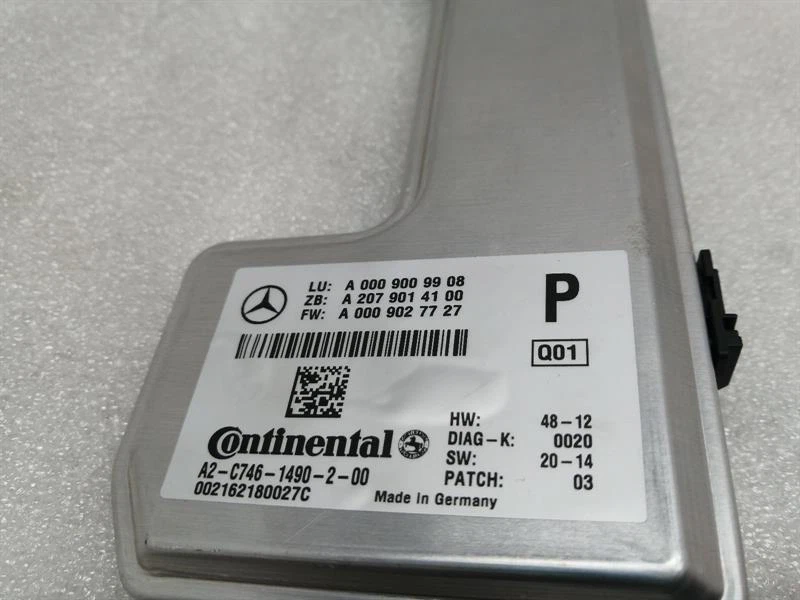 LU: A 000 900 99 08
ZB: A 207 901 41 00
FW: A 000 902 77 27
P
Q01
Continental
A2-C746-1490-2-00
002162180027C
HW: 48-12
DIAG-K: 0020
SW: 20-14
PATCH: 03
Made in Germany